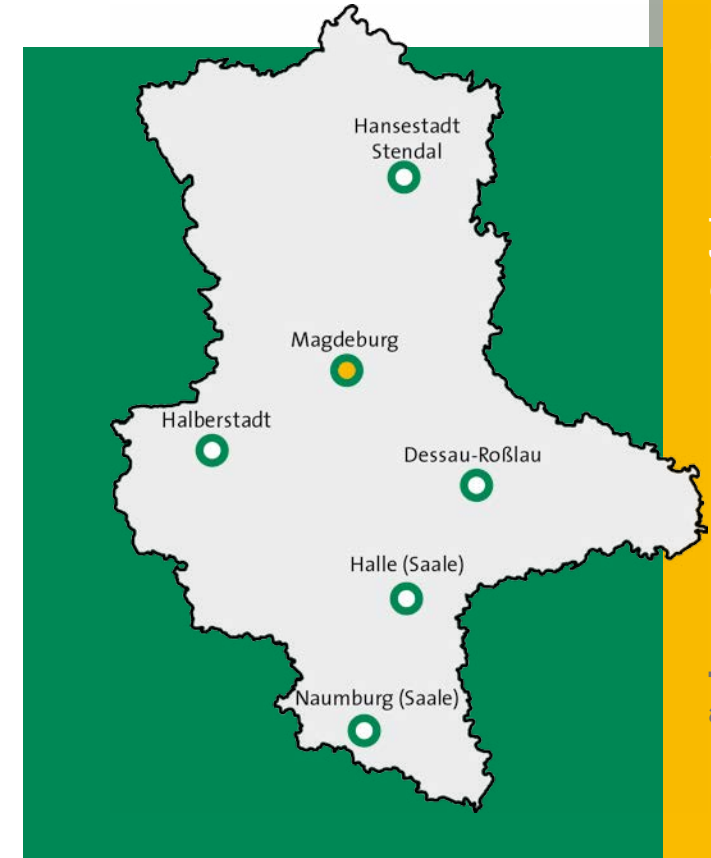 Hansestadt
Stendal
Magdeburg
Halberstadt
Dessau-Roßlau
Halle (Saale)
Naumburg (Saale)